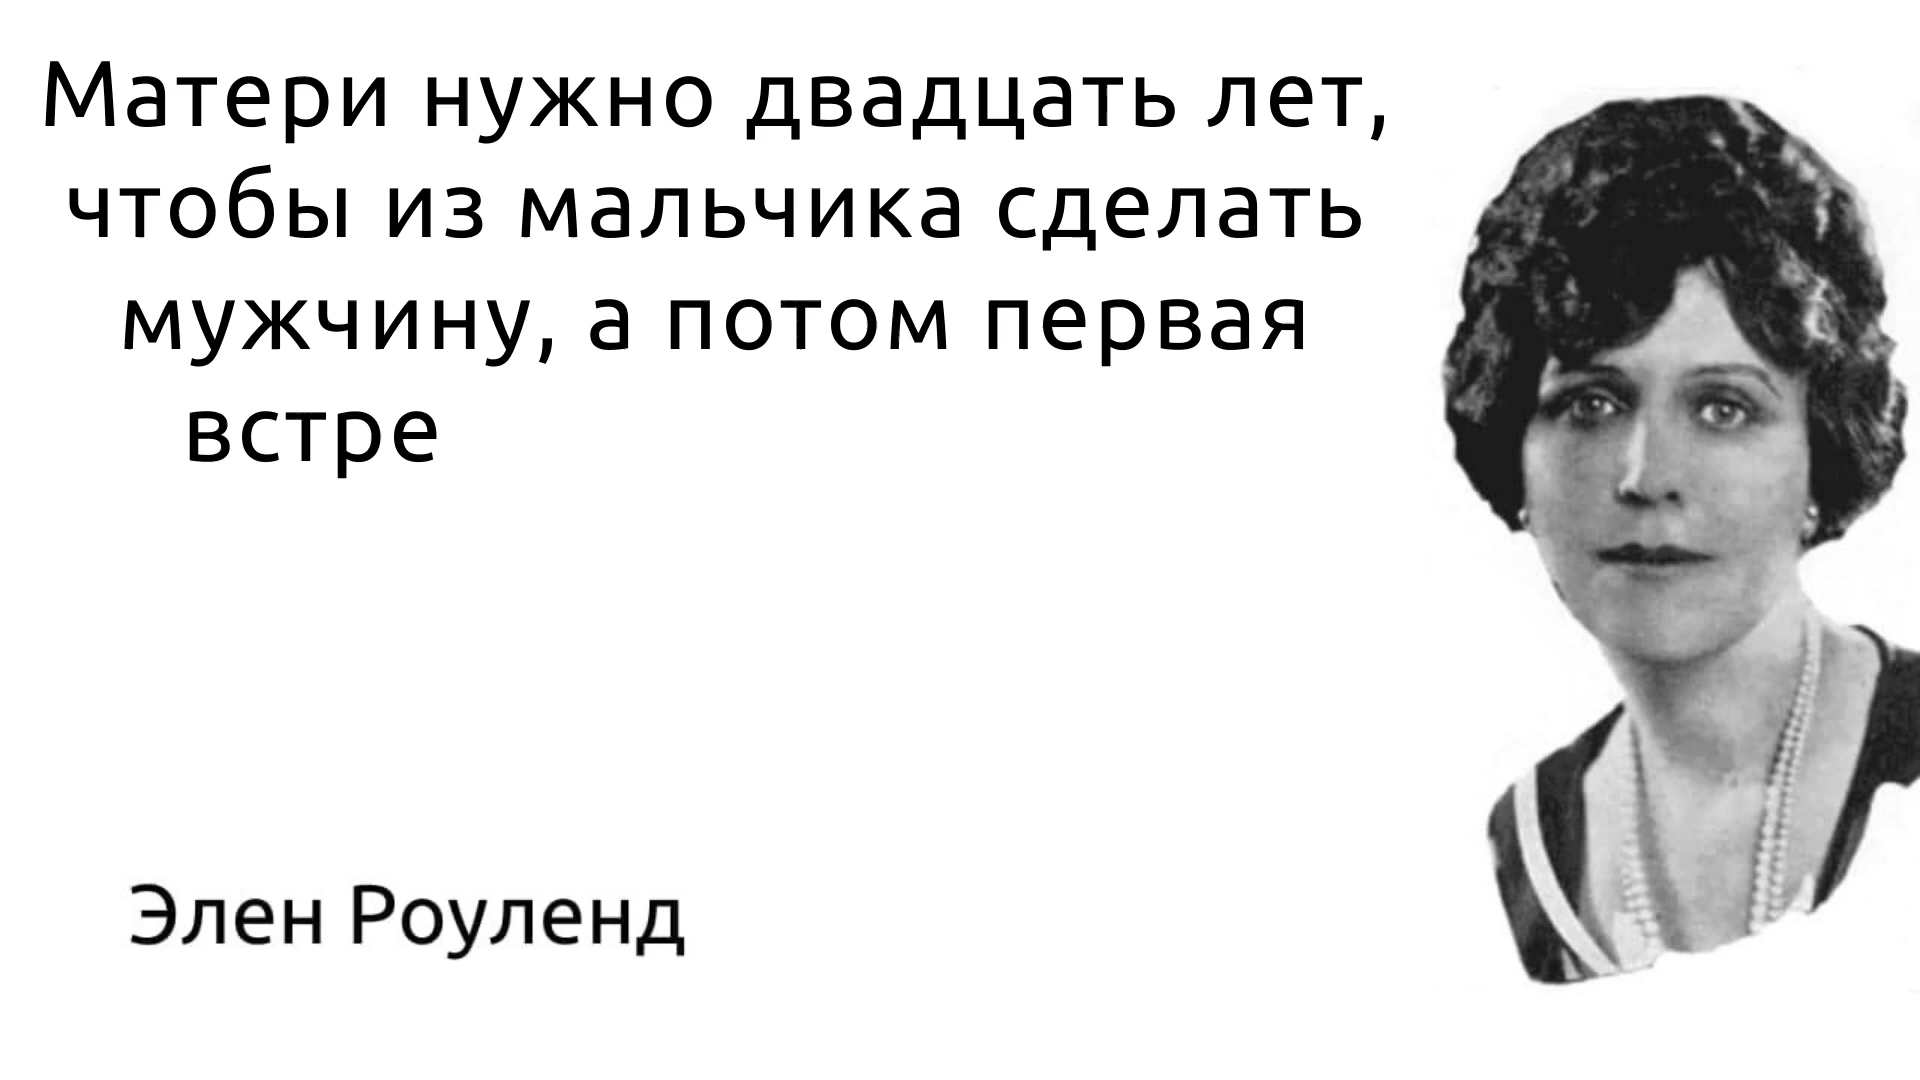 Матери нужно двадцать лет,
чтобы из мальчика сделать
мужчину, а потом первая
встре
Элен Роуленд